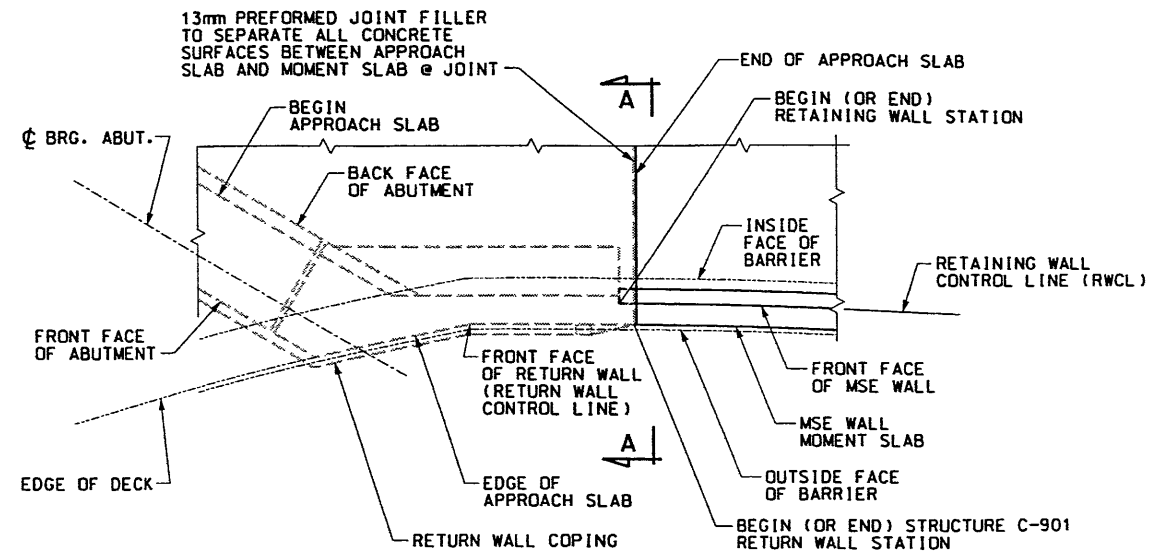 13mm PREFORMED JOINT FILLER
TO SEPARATE ALL CONCRETE
SURFACES BETWEEN APPROACH
SLAB AND MOMENT SLAB @ JOINT
END OF APPROACH SLAB
A
BEGIN (OR END)
RETAINING WALL STATION
BEGIN
APPROACH SLAB
℄ BRG. ABUT.
BACK FACE
OF ABUTMENT
INSIDE
FACE OF
BARRIER
RETAINING WALL
CONTROL LINE (RWCL)
FRONT FACE
OF ABUTMENT
FRONT FACE
OF RETURN WALL
(RETURN WALL
CONTROL LINE)
FRONT FACE
OF MSE WALL
MSE WALL
MOMENT SLAB
A
EDGE OF DECK
EDGE OF
APPROACH SLAB
OUTSIDE FACE
OF BARRIER
RETURN WALL COPING
BEGIN (OR END) STRUCTURE C-901
RETURN WALL STATION